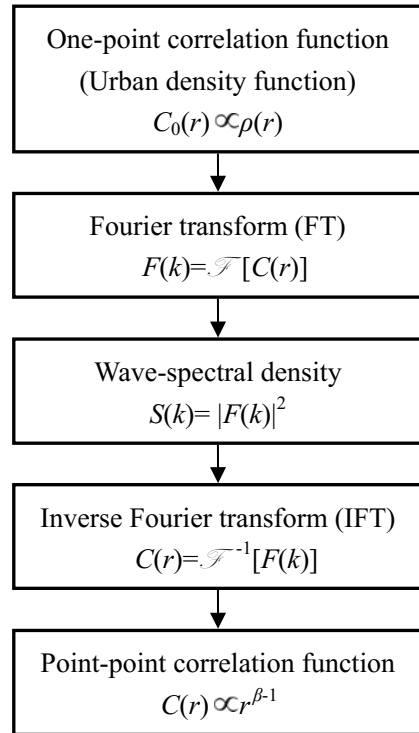 One-point correlation function
(Urban density function)
C₀(r)∝ρ(r)
Fourier transform (FT)
F(k)=ℱ[C(r)]
Wave-spectral density
S(k)= |F(k)|²
Inverse Fourier transform (IFT)
C(r)=ℱ⁻¹[F(k)]
Point-point correlation function
C(r)∝r^{β-1}